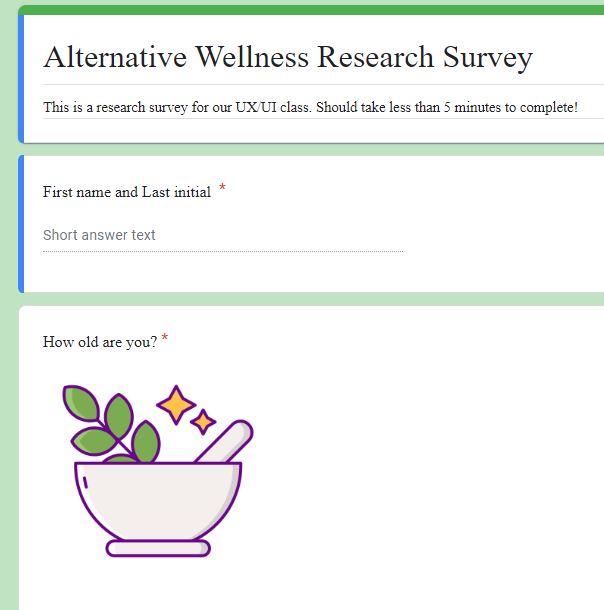 Alternative Wellness Research Survey
This is a research survey for our UX/UI class. Should take less than 5 minutes to complete!
First name and Last initial *
Short answer text
How old are you? *